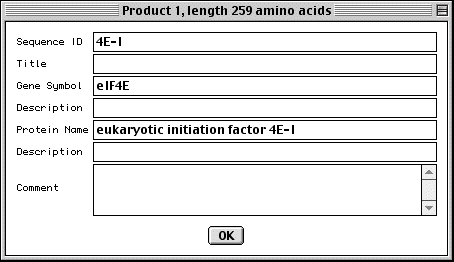 Product 1, length 259 amino acids
Sequence ID 4E-I
Title
Gene Symbol eIF4E
Description
Protein Name eukaryotic initiation factor 4E-I
Description
Comment
OK